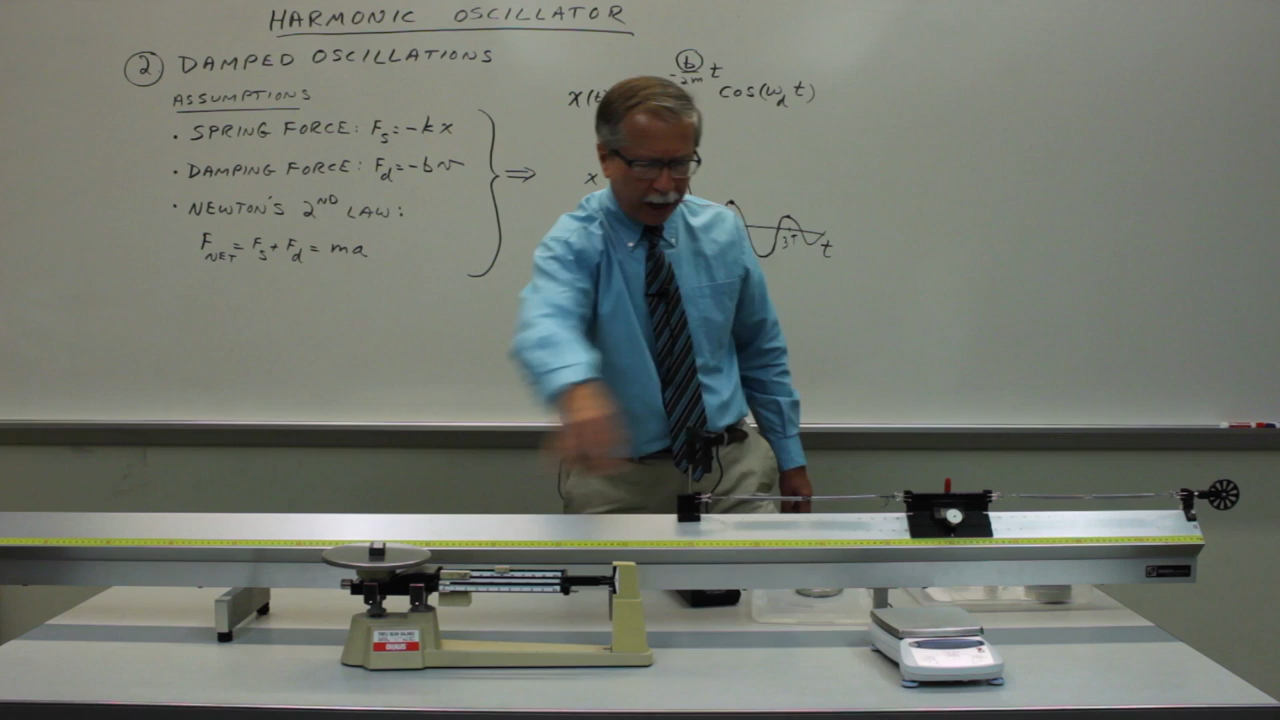 HARMONIC OSCILLATOR
② DAMPED OSCILLATIONS
ASSUMPTIONS
• SPRING FORCE: Fs = -kx
• DAMPING FORCE: Fd = -bv
• NEWTON'S 2ND LAW:
FNET = Fs + Fd = ma
⇒
x(t
-b/2m t
cos(ωd t)
x
3T
t
OHAUS